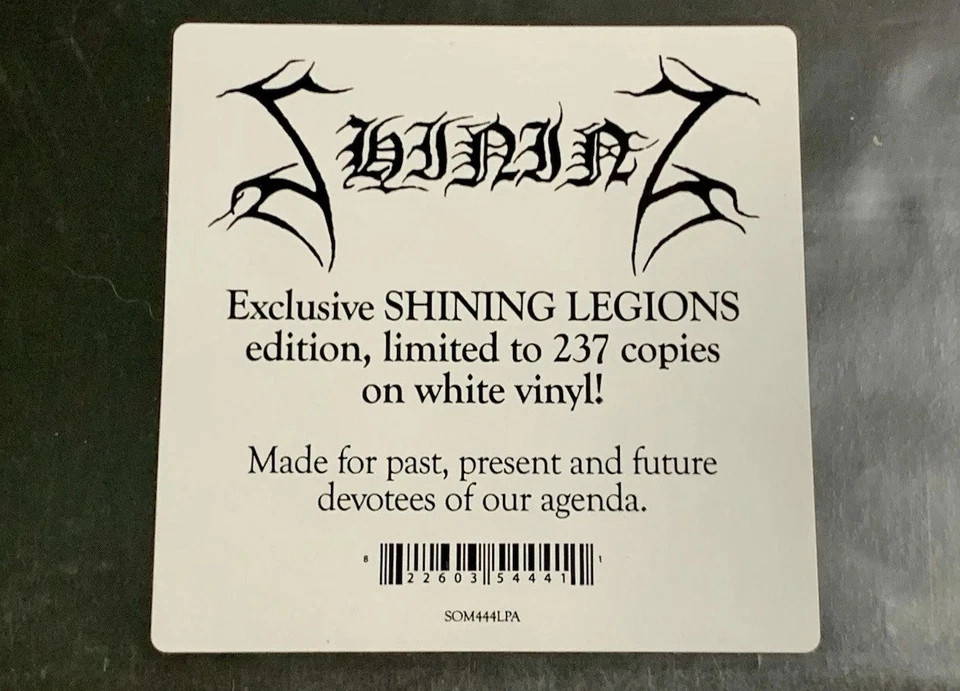 SHINING
Exclusive SHINING LEGIONS
edition, limited to 237 copies
on white vinyl!
Made for past, present and future
devotees of our agenda.
8 22603 54441 1
SOM444LPA